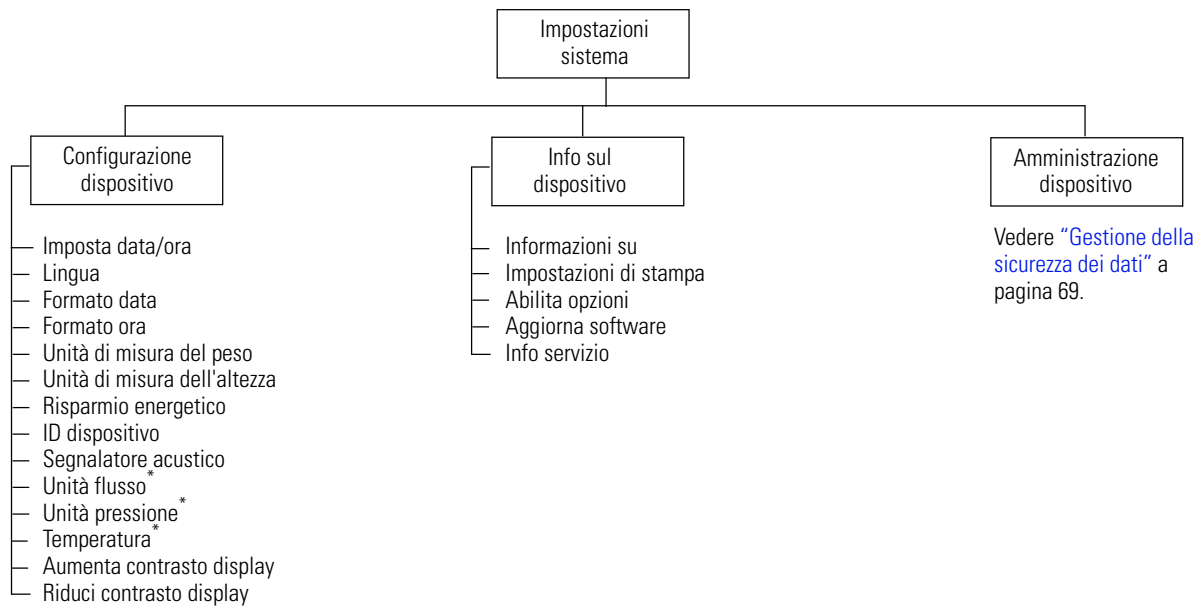 Impostazioni
sistema
Configurazione
dispositivo
Imposta data/ora
Lingua
Formato data
Formato ora
Unità di misura del peso
Unità di misura dell'altezza
Risparmio energetico
ID dispositivo
Segnalatore acustico
Unità flusso*
Unità pressione*
Temperatura*
Aumenta contrasto display
Riduci contrasto display
Info sul
dispositivo
Informazioni su
Impostazioni di stampa
Abilita opzioni
Aggiorna software
Info servizio
Amministrazione
dispositivo
Vedere “Gestione della
sicurezza dei dati” a
pagina 69.